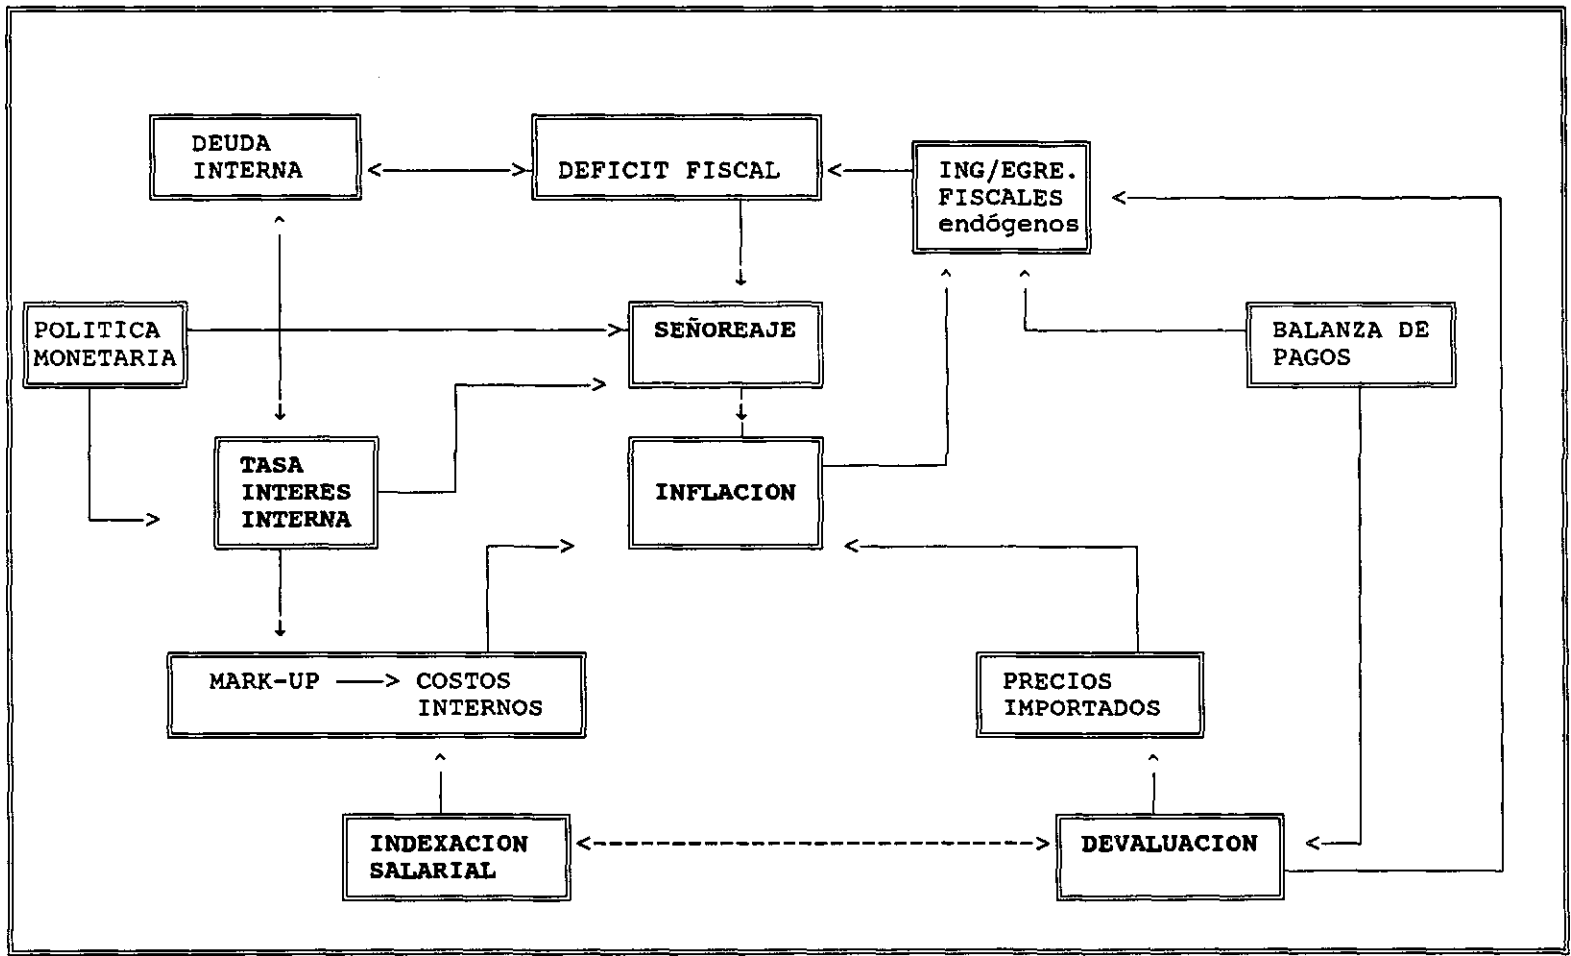 DEUDA
INTERNA
DEFICIT FISCAL
ING/EGRE.
FISCALES
endógenos
POLITICA
MONETARIA
SEÑOREAJE
BALANZA DE
PAGOS
TASA
INTERES
INTERNA
INFLACION
MARK-UP ——> COSTOS
INTERNOS
PRECIOS
IMPORTADOS
INDEXACION
SALARIAL
DEVALUACION